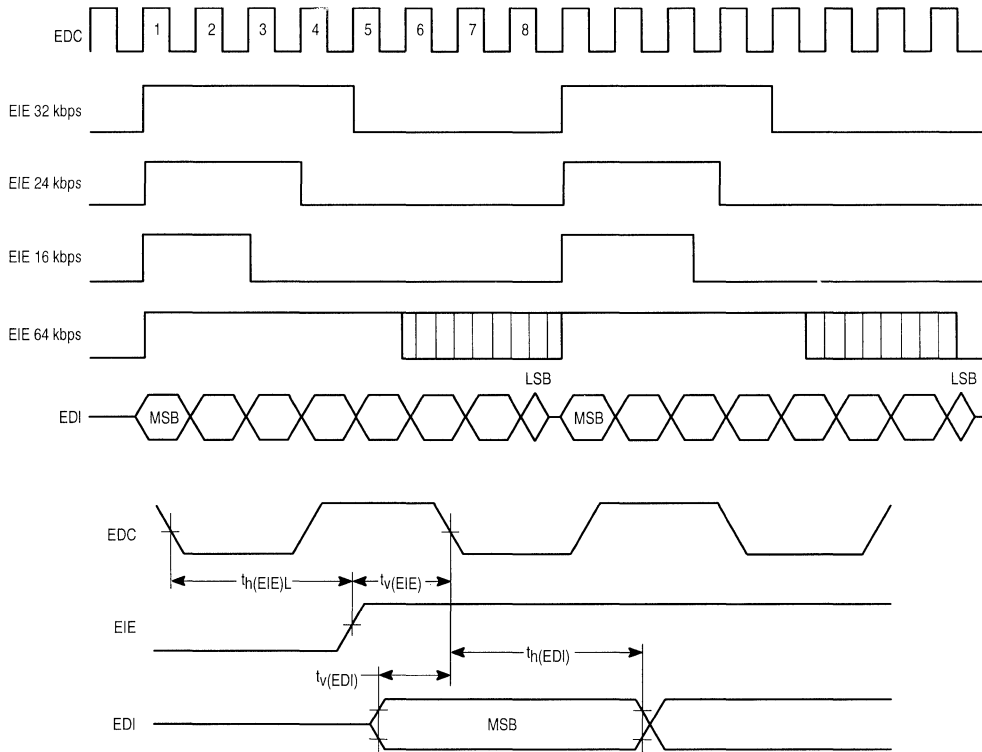 EDC 1 2 3 4 5 6 7 8
EIE 32 kbps
EIE 24 kbps
EIE 16 kbps
EIE 64 kbps
LSB LSB
EDI MSB MSB
EDC
th(EIE)L tv(EIE)
EIE
th(EDI)
tv(EDI)
EDI MSB